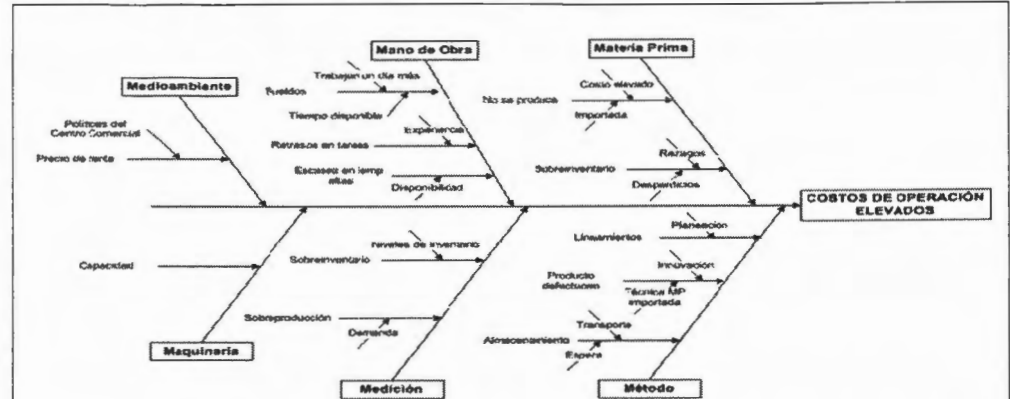 Mano de Obra
Materia Prima
Medioambiente
Trabajan un día más
Sueldos
Tiempo disponible
Costo elevado
No se produce
Importada
Políticas del
Centro Comercial
Precio de renta
Experiencia
Retrasos en tareas
Escasez en temp
altas
Disponibilidad
Rezagos
Sobreinventario
Desperdicios
COSTOS DE OPERACIÓN
ELEVADOS
Capacidad
Niveles de inventario
Sobreinventario
Sobreproducción
Demanda
Planeación
Lineamientos
Innovación
Producto
defectuoso
Técnica MP
importada
Transporte
Almacenamiento
Espera
Maquinaria
Medición
Método